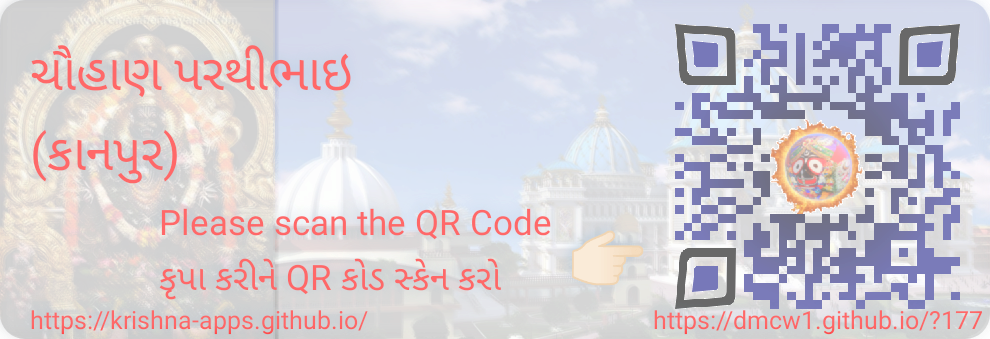 ચૌહાણ પરથીભાઇ
(કાનપુર)
Please scan the QR Code
કૃપા કરીને QR કોડ સ્કેન કરો
https://krishna-apps.github.io/
https://dmcw1.github.io/?177